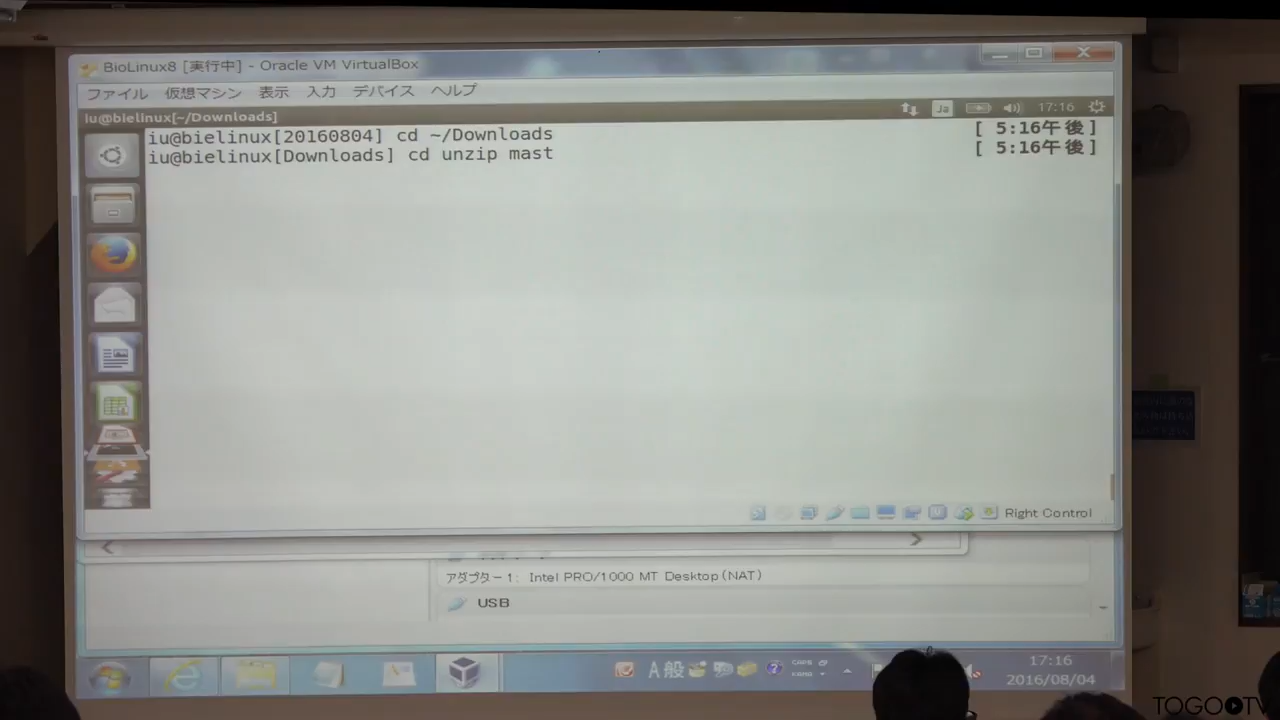 BioLinux8 [実行中] - Oracle VM VirtualBox
ファイル 仮想マシン 表示 入力 デバイス ヘルプ
iu@bielinux[~/Downloads]
Ja
17:16
iu@bielinux[20160804] cd ~/Downloads [ 5:16午後]
iu@bielinux[Downloads] cd unzip mast [ 5:16午後]
Right Control
アダプター 1: Intel PRO/1000 MT Desktop (NAT)
USB
A 般
CAPS
KANA
17:16
2016/08/04
TOGOTV